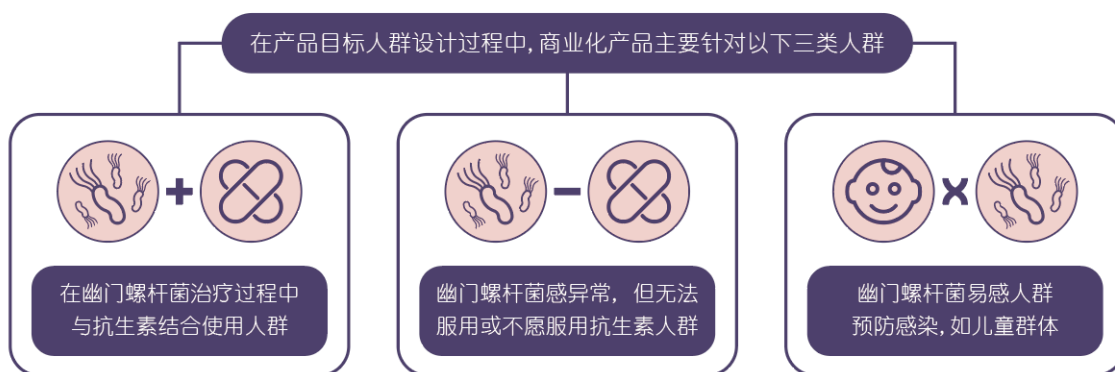 在产品目标人群设计过程中,商业化产品主要针对以下三类人群
在幽门螺杆菌治疗过程中
与抗生素结合使用人群
幽门螺杆菌感异常，但无法
服用或不愿服用抗生素人群
幽门螺杆菌易感人群
预防感染,如儿童群体